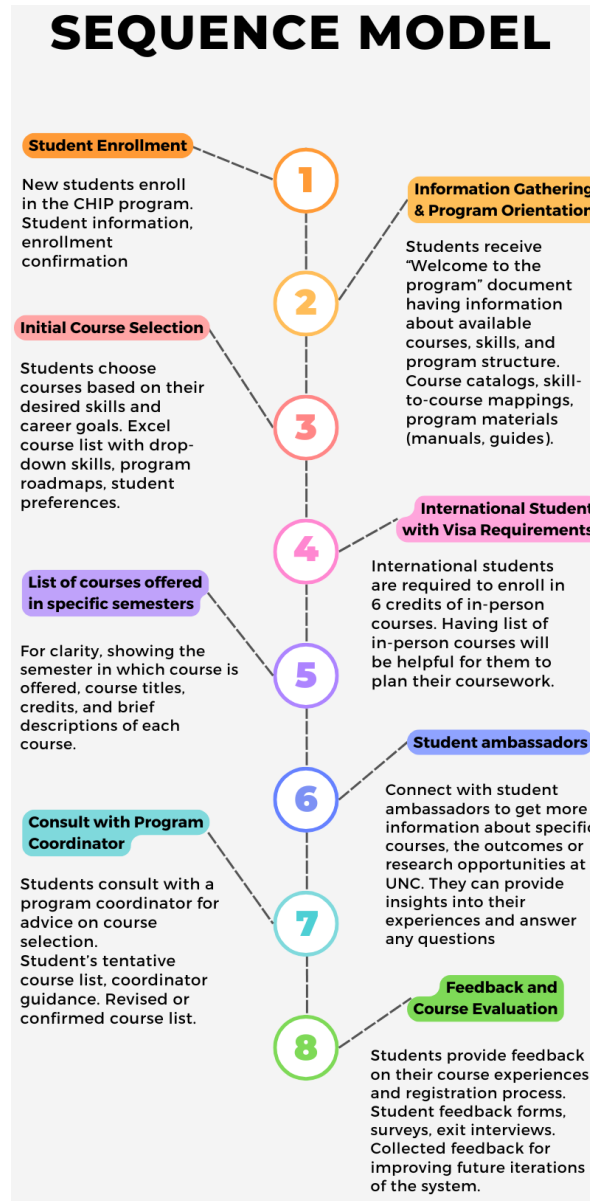 SEQUENCE MODEL
1
Student Enrollment
New students enroll
in the CHIP program.
Student information,
enrollment
confirmation
2
Information Gathering
& Program Orientation
Students receive
“Welcome to the
program” document
having information
about available
courses, skills, and
program structure.
Course catalogs, skill-
to-course mappings,
program materials
(manuals, guides).
3
Initial Course Selection
Students choose
courses based on their
desired skills and
career goals. Excel
course list with drop-
down skills, program
roadmaps, student
preferences.
4
International Student
with Visa Requirements
International students
are required to enroll in
6 credits of in-person
courses. Having list of
in-person courses will
be helpful for them to
plan their coursework.
5
List of courses offered
in specific semesters
For clarity, showing the
semester in which course is
offered, course titles,
credits, and brief
descriptions of each
course.
6
Student ambassadors
Connect with student
ambassadors to get more
information about specific
courses, the outcomes or
research opportunities at
UNC. They can provide
insights into their
experiences and answer
any questions
7
Consult with Program
Coordinator
Students consult with a
program coordinator for
advice on course
selection.
Student’s tentative
course list, coordinator
guidance. Revised or
confirmed course list.
8
Feedback and
Course Evaluation
Students provide feedback
on their course experiences
and registration process.
Student feedback forms,
surveys, exit interviews.
Collected feedback for
improving future iterations
of the system.